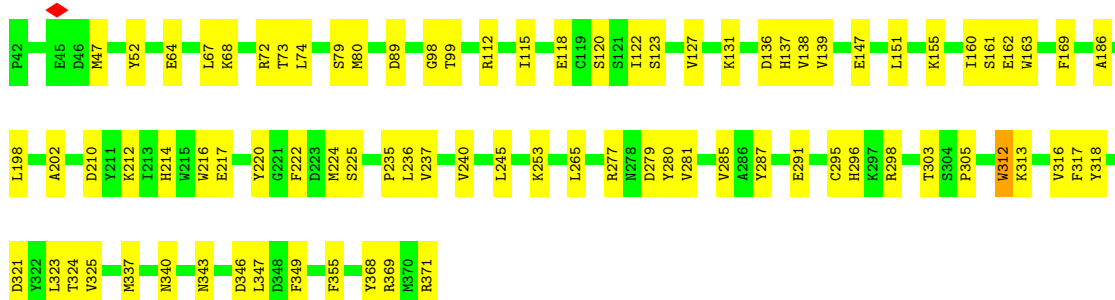 P42 E45 D46 M47 Y52 E64 L67 K68 R72 T73 L74 S79 M80 D89 G98 T99 R112 I115 E118 C119 S120 S121 I122 S123 V127 K131 D136 H137 V138 V139 E147 L151 K155 I160 S161 E162 W163 F169 A186
L198 A202 D210 Y211 K212 I213 H214 W215 W216 E217 Y220 G221 F222 D223 M224 S225 P235 L236 V237 V240 L245 K253 L265 R277 N278 D279 Y280 V281 V285 A286 Y287 E291 C295 H296 K297 R298 T303 S304 P305 W312 K313 V316 F317 Y318
D321 Y322 L323 T324 V325 M337 N340 N343 D346 L347 D348 F349 F355 Y368 R369 M370 R371